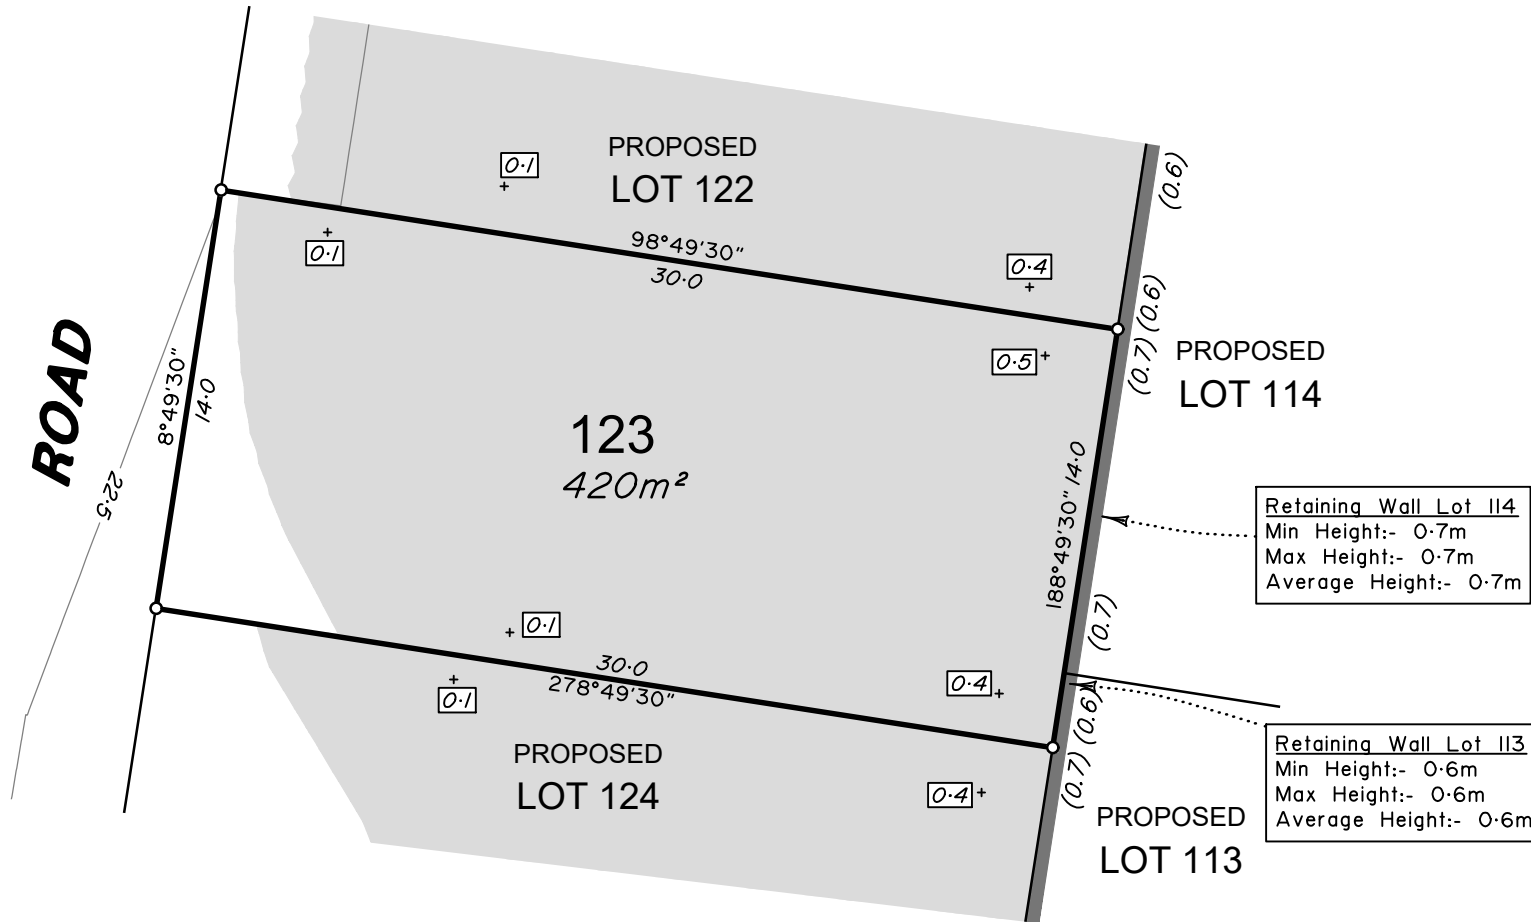 PROPOSED
LOT 122
0·1
(0.6)
0·1
98°49'30"
30·0
0·4
(0.6)
(0.7)
0·5
PROPOSED
LOT 114
ROAD
8°49'30"
14·0
22·5
123
420m²
188°49'30" 14·0
Retaining Wall Lot 114
Min Height:- 0·7m
Max Height:- 0·7m
Average Height:- 0·7m
(0.7)
0·1
30·0
278°49'30"
0·1
0·4
(0.6)
(0.7)
0·4
PROPOSED
LOT 124
Retaining Wall Lot 113
Min Height:- 0·6m
Max Height:- 0·6m
Average Height:- 0·6m
PROPOSED
LOT 113